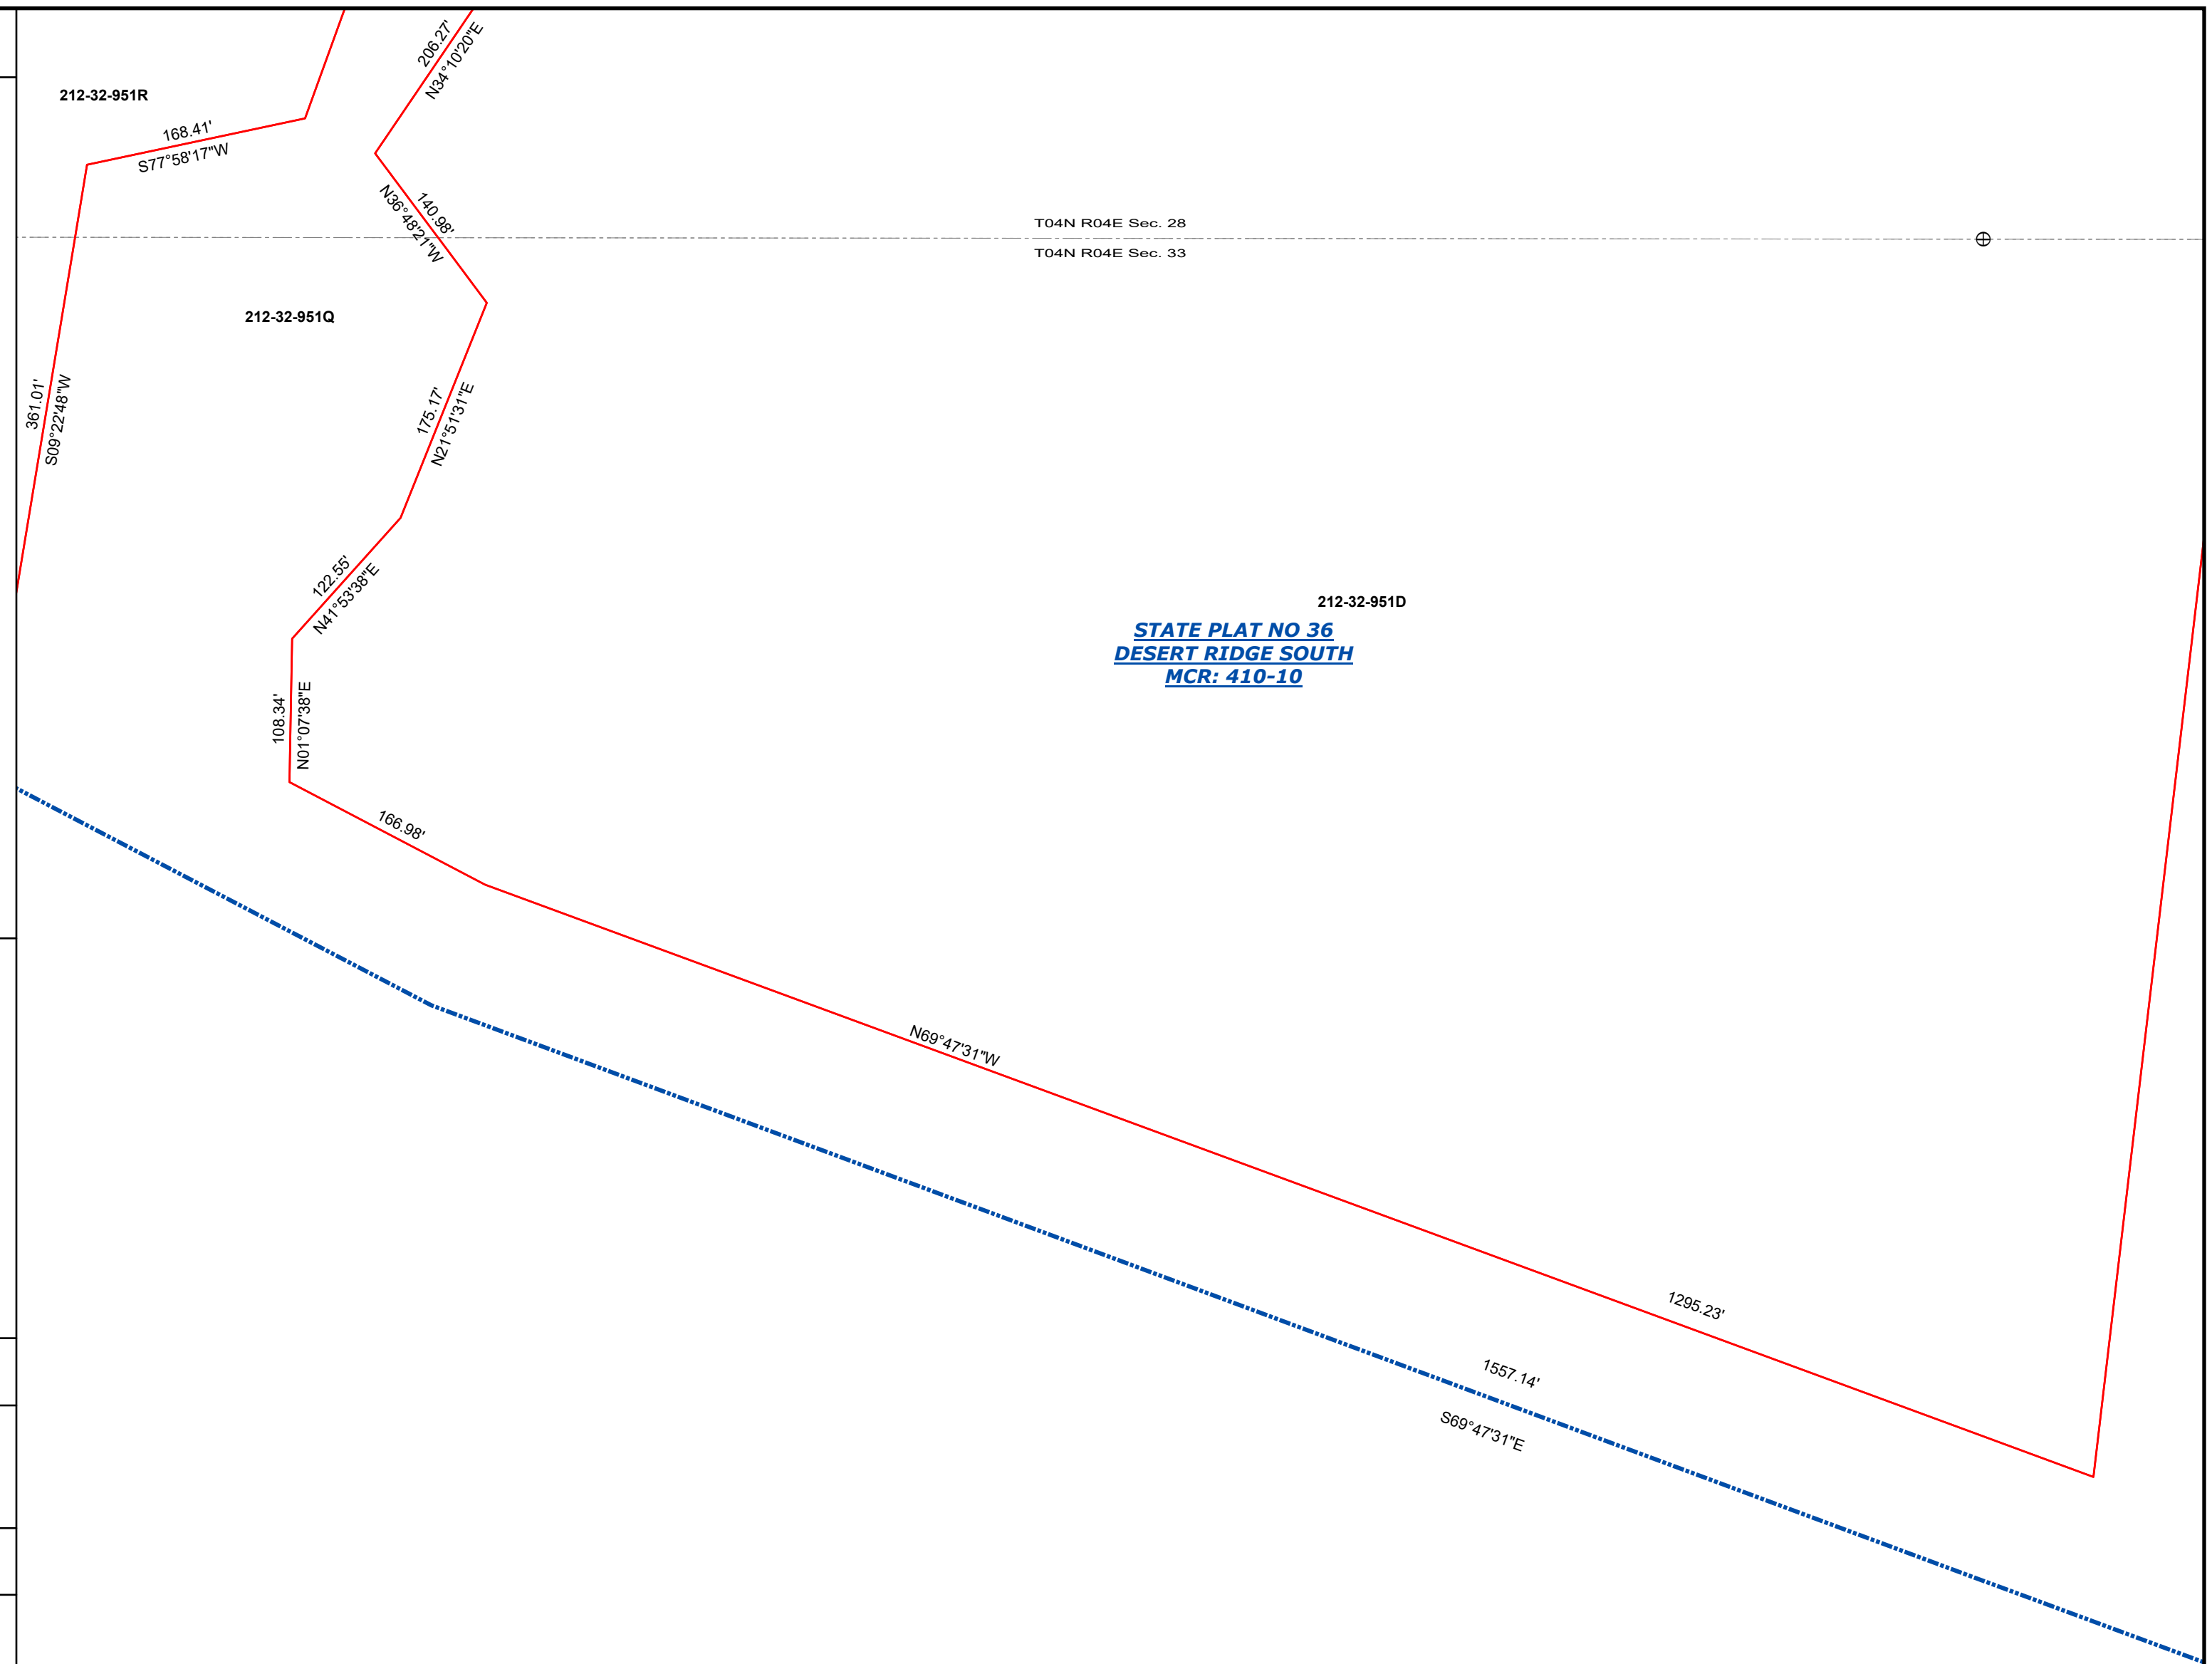 206.27'
N34°10'20"E
212-32-951R
168.41'
S77°58'17"W
140.98'
N36°48'21"W
T04N R04E Sec. 28
T04N R04E Sec. 33
212-32-951Q
361.01'
S09°22'48"W
175.17'
N21°51'31"E
122.55'
N41°53'38"E
212-32-951D
STATE PLAT NO 36
DESERT RIDGE SOUTH
MCR: 410-10
108.34'
N01°07'38"E
166.98'
N69°47'31"W
1295.23'
1557.14'
S69°47'31"E